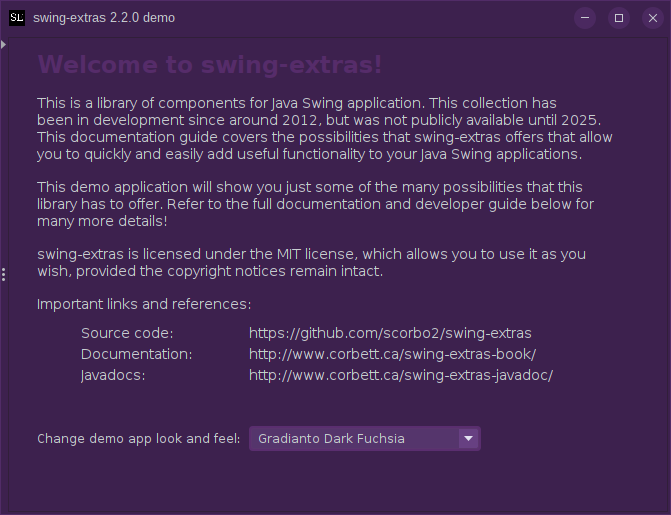 SL
swing-extras 2.2.0 demo
Welcome to swing-extras!
This is a library of components for Java Swing application. This collection has
been in development since around 2012, but was not publicly available until 2025.
This documentation guide covers the possibilities that swing-extras offers that allow
you to quickly and easily add useful functionality to your Java Swing applications.
This demo application will show you just some of the many possibilities that this
library has to offer. Refer to the full documentation and developer guide below for
many more details!
swing-extras is licensed under the MIT license, which allows you to use it as you
wish, provided the copyright notices remain intact.
Important links and references:
Source code: https://github.com/scorbo2/swing-extras
Documentation: http://www.corbett.ca/swing-extras-book/
Javadocs: http://www.corbett.ca/swing-extras-javadoc/
Change demo app look and feel: Gradianto Dark Fuchsia